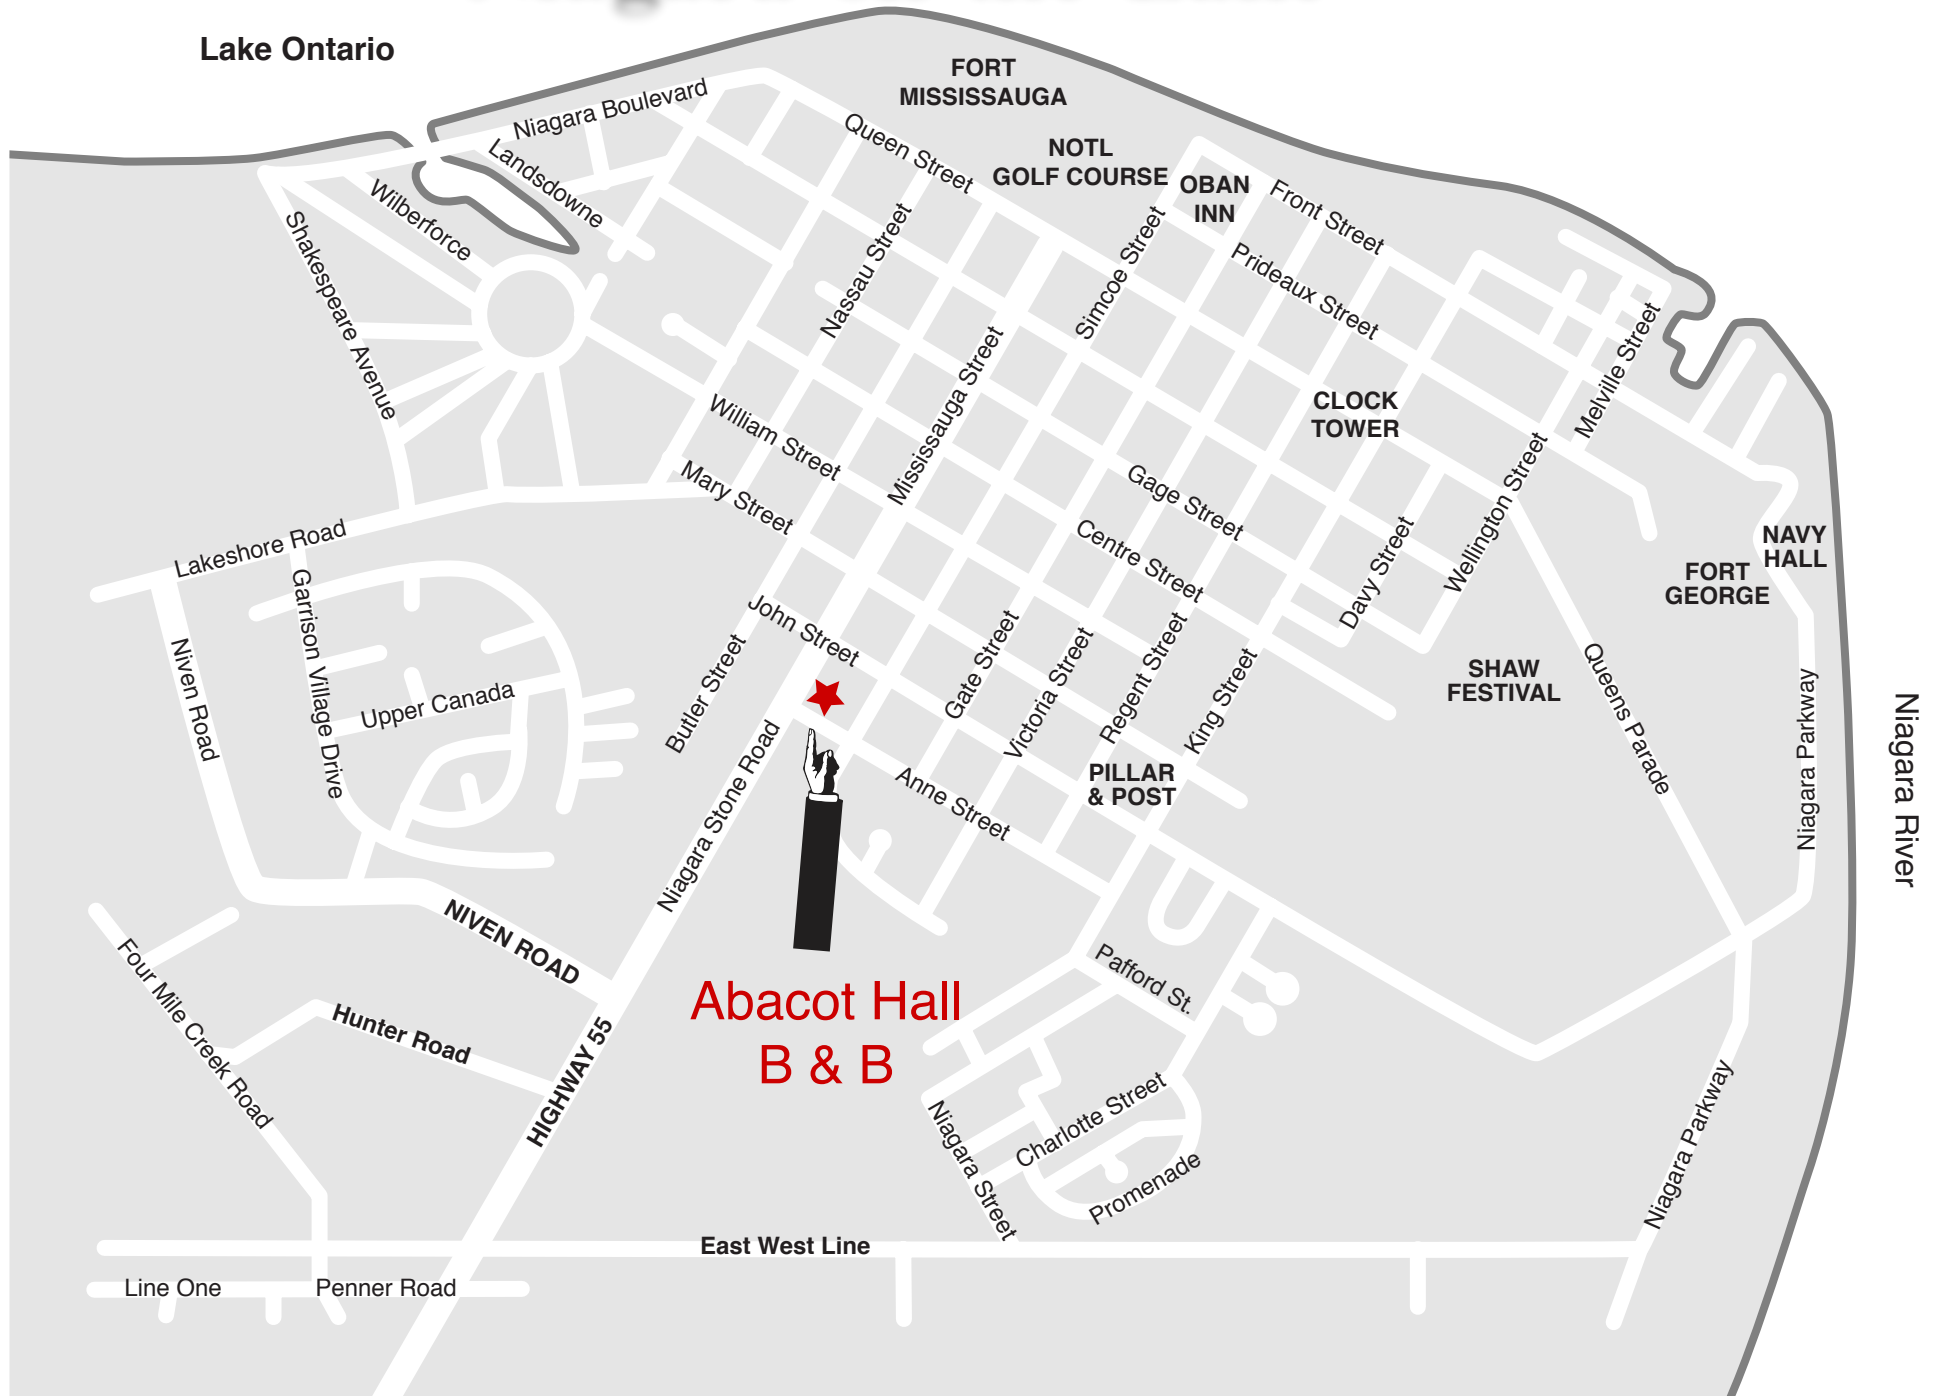 Lake Ontario
FORT
MISSISSAUGA
Niagara Boulevard
Queen Street
NOTL
GOLF COURSE
OBAN
INN
Landsdowne
Wilberforce
Front Street
Shakespeare Avenue
Nassau Street
Simcoe Street
Prideaux Street
Melville Street
Mississauga Street
CLOCK
TOWER
William Street
Mary Street
Gage Street
Wellington Street
Centre Street
Davy Street
NAVY
HALL
FORT
GEORGE
Lakeshore Road
Garrison Village Drive
John Street
Niven Road
Butler Street
Gate Street
Victoria Street
Regent Street
King Street
SHAW
FESTIVAL
Queens Parade
Niagara Parkway
Niagara River
Upper Canada
Niagara Stone Road
Anne Street
PILLAR
& POST
NIVEN ROAD
Four Mile Creek Road
Hunter Road
HIGHWAY 55
Abacot Hall
B & B
Pafford St.
Charlotte Street
Niagara Street
Promenade
Niagara Parkway
East West Line
Line One
Penner Road